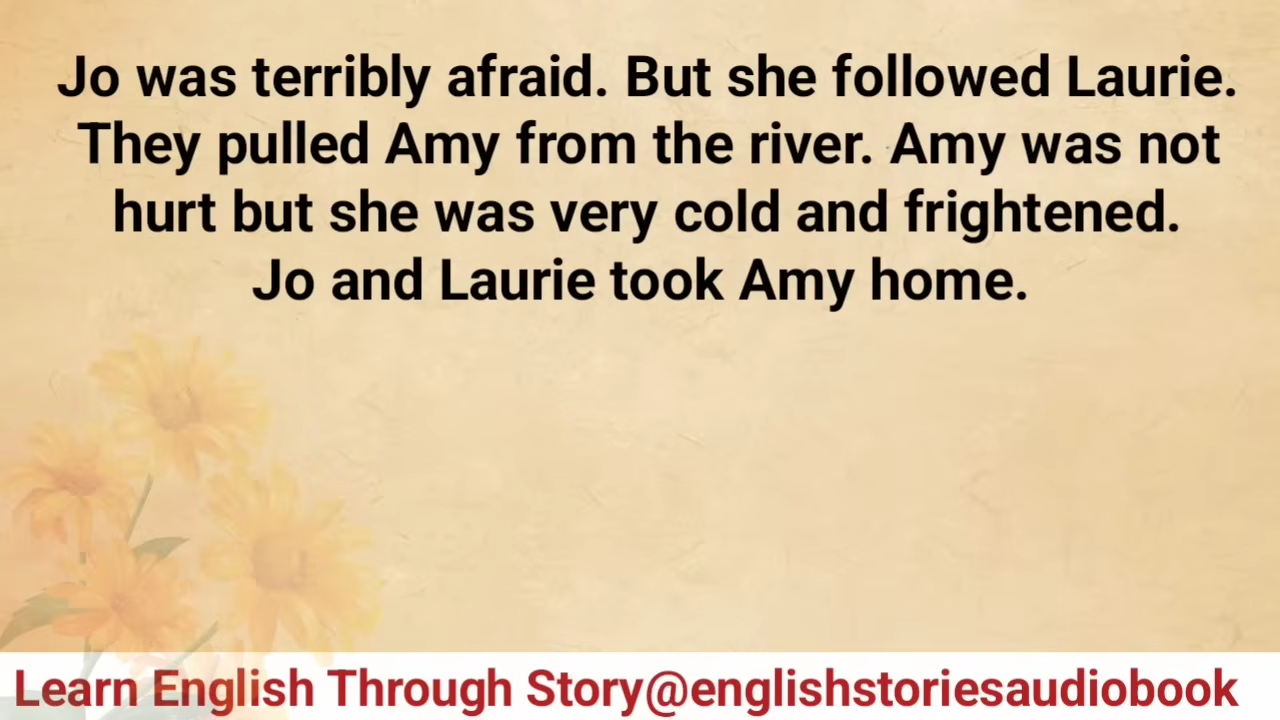 Jo was terribly afraid. But she followed Laurie.
They pulled Amy from the river. Amy was not
hurt but she was very cold and frightened.
Jo and Laurie took Amy home.
Learn English Through Story@englishstoriesaudiobook